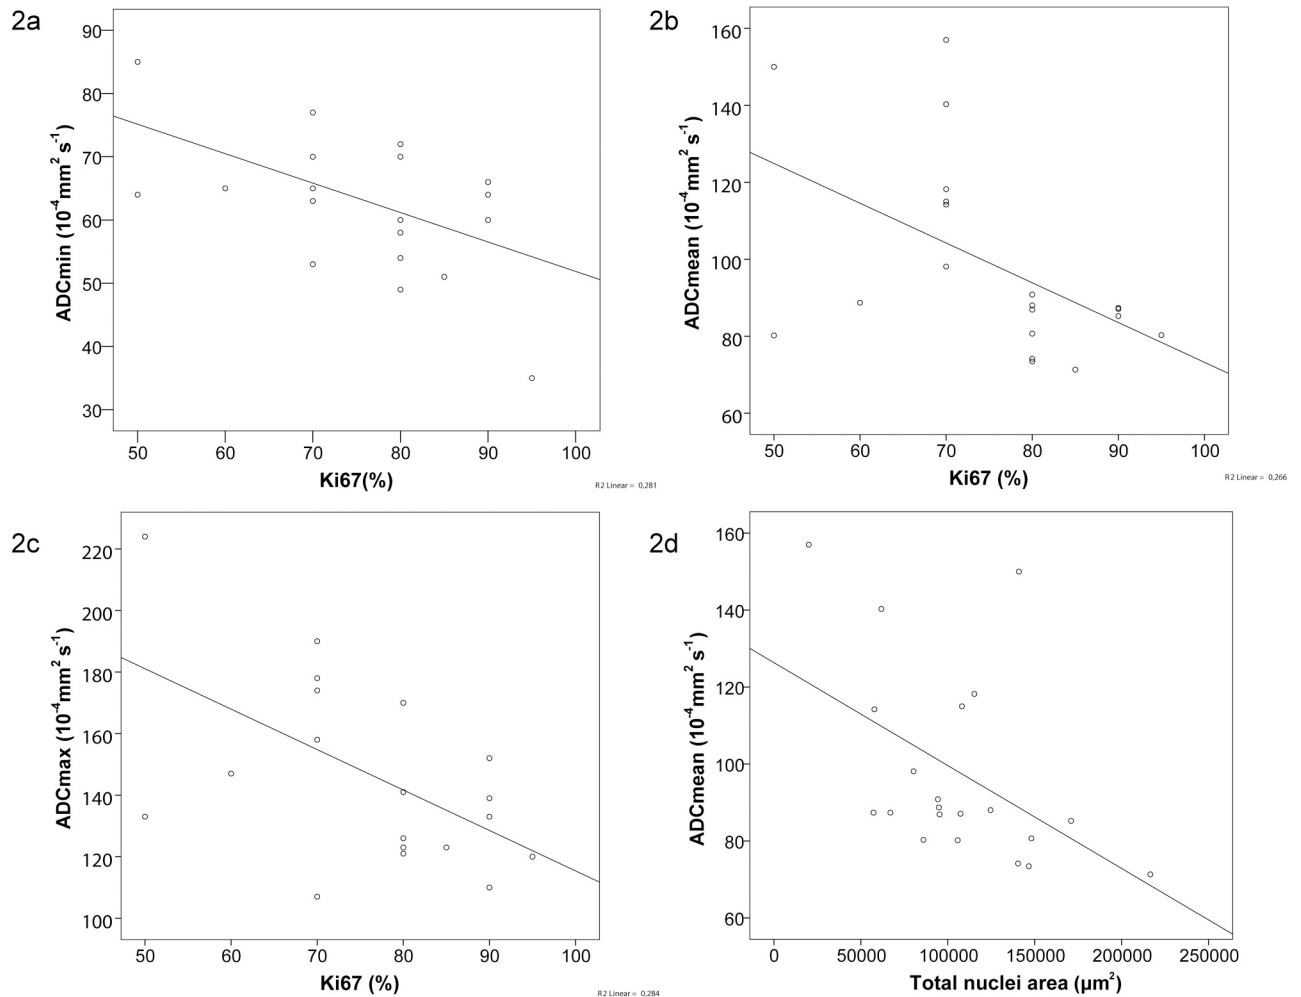 2a
90
80
70
60
50
40
30
ADCmin (10⁻⁴mm² s⁻¹)
50 60 70 80 90 100
Ki67(%)
R2 Linear = 0,281
2b
160
140
120
100
80
60
ADCmean (10⁻⁴mm² s⁻¹)
50 60 70 80 90 100
Ki67 (%)
R2 Linear = 0,266
2c
220
200
180
160
140
120
100
ADCmax (10⁻⁴mm² s⁻¹)
50 60 70 80 90 100
Ki67 (%)
R2 Linear = 0,284
2d
160
140
120
100
80
60
ADCmean (10⁻⁴mm² s⁻¹)
0 50000 100000 150000 200000 250000
Total nuclei area (µm²)